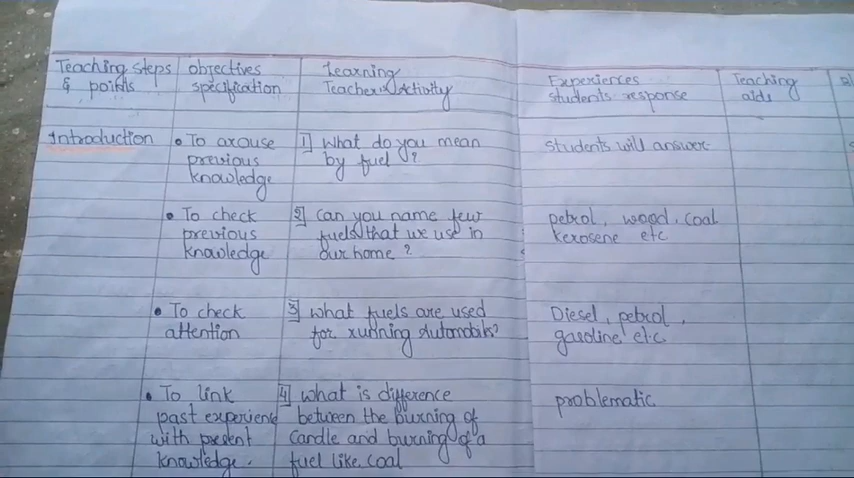 Teaching steps
& points
objectives
specification
Learning
Teacher's Activity
Experiences
students response
Teaching
aids
Introduction
• To arouse
previous
knowledge
1] What do you mean
by fuel?
students will answer
• To check
previous
knowledge
2] can you name few
fuels that we use in
our home?
petrol, wood, coal
kerosene etc
• To check
attention
3] what fuels are used
for running Automobils?
Diesel, petrol,
gasoline etc.
• To link
past experience
with present
knowledge.
4] what is difference
between the burning of
candle and burning of a
fuel like coal
problematic